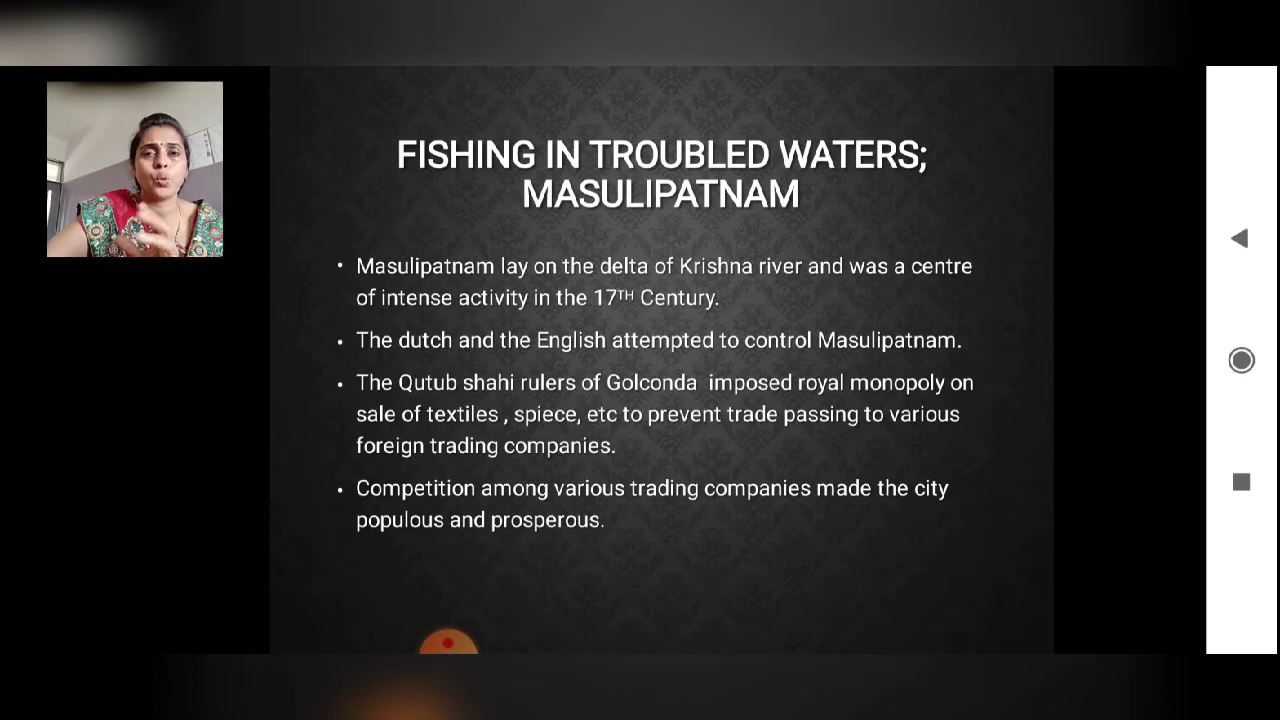 FISHING IN TROUBLED WATERS;
MASULIPATNAM
• Masulipatnam lay on the delta of Krishna river and was a centre
of intense activity in the 17TH Century.
• The dutch and the English attempted to control Masulipatnam.
• The Qutub shahi rulers of Golconda imposed royal monopoly on
sale of textiles , spiece, etc to prevent trade passing to various
foreign trading companies.
• Competition among various trading companies made the city
populous and prosperous.